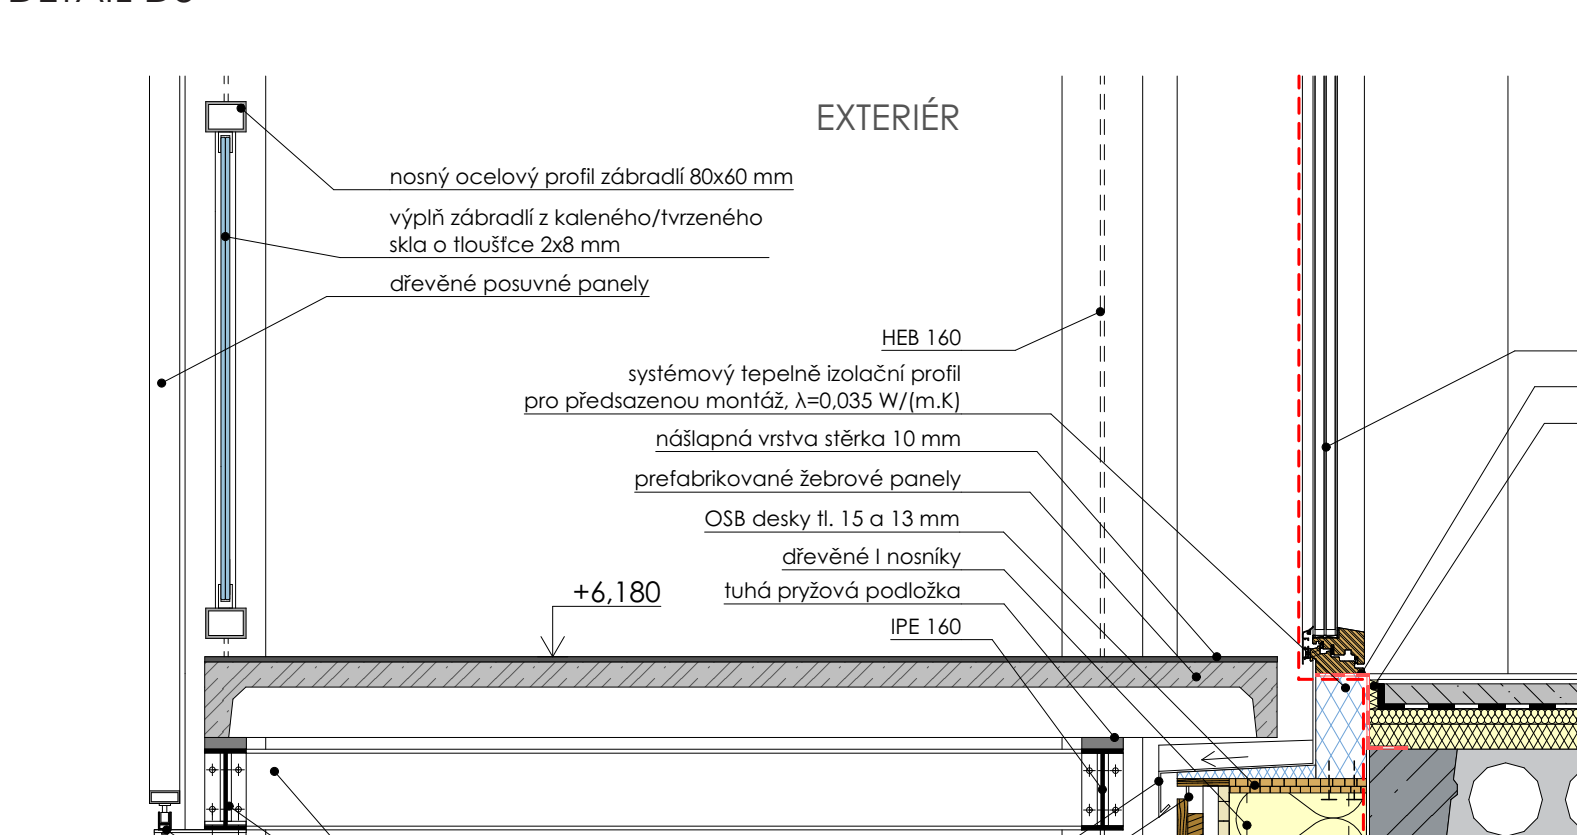 EXTERIÉR
nosný ocelový profil zábradlí 80x60 mm
výplň zábradlí z kaleného/tvrzeného
skla o tloušťce 2x8 mm
dřevěné posuvné panely
HEB 160
systémový tepelně izolační profil
pro předsazenou montáž, λ=0,035 W/(m.K)
nášlapná vrstva stěrka 10 mm
prefabrikované žebrové panely
OSB desky tl. 15 a 13 mm
dřevěné I nosníky
+6,180
tuhá pryžová podložka
IPE 160